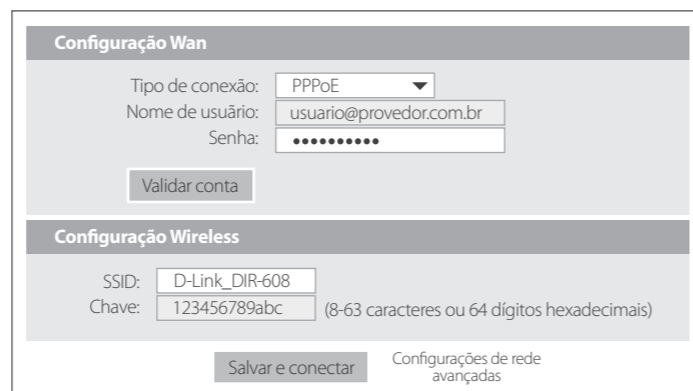 Configuração Wan
Tipo de conexão: PPPoE
Nome de usuário: usuario@provedor.com.br
Senha: ••••••••••
Validar conta
Configuração Wireless
SSID: D-Link_DIR-608
Chave: 123456789abc (8-63 caracteres ou 64 dígitos hexadecimais)
Salvar e conectar Configurações de rede
avançadas